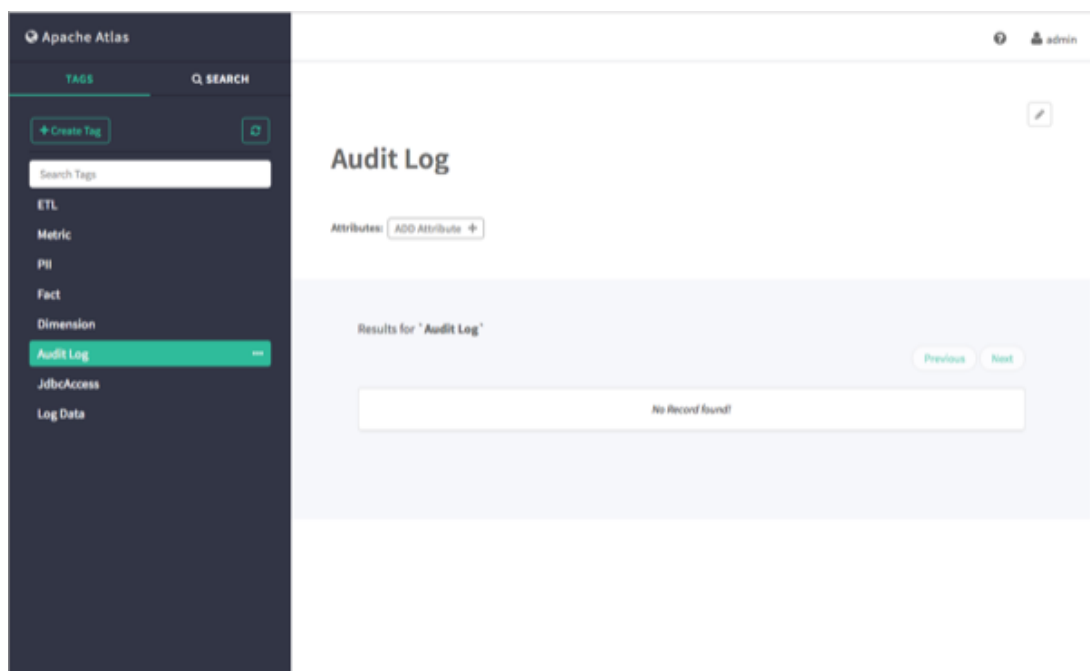 Apache Atlas
admin
TAGS
SEARCH
Create Tag
Search Tags
ETL
Metric
PII
Fact
Dimension
Audit Log
JdbcAccess
Log Data
Audit Log
Attributes: ADD Attribute +
Results for `Audit Log`
Previous Next
No Record found!